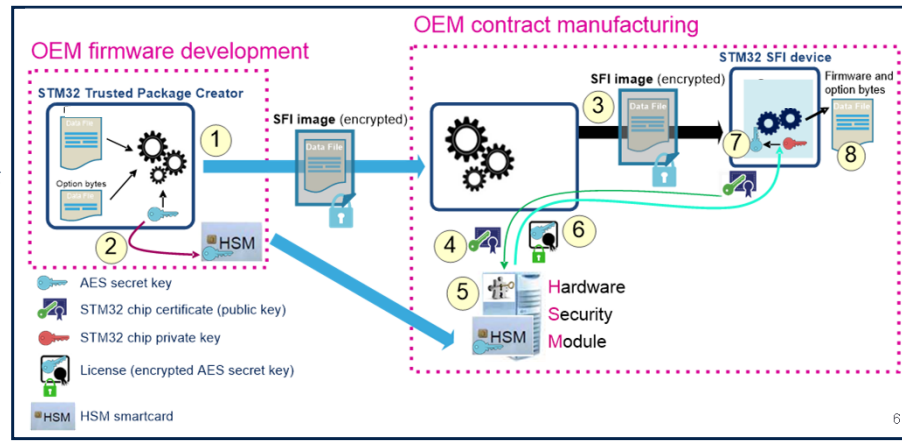 OEM contract manufacturing
OEM firmware development
STM32 SFI device
STM32 Trusted Package Creator
SFI image (encrypted)
SFI image (encrypted)
Firmware and
option bytes
Data File
Data File
Data File
Data File
Option bytes
1
2
3
4
5
6
7
8
HSM
Hardware
Security
Module
HSM
AES secret key
STM32 chip certificate (public key)
STM32 chip private key
License (encrypted AES secret key)
HSM
HSM smartcard
6